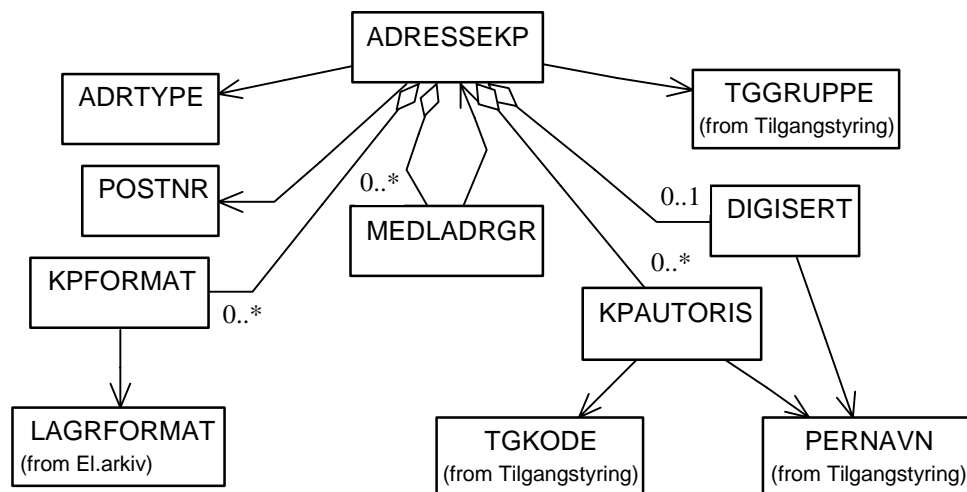 ADRESSEKP
ADRTYPE
TGGRUPPE
(from Tilgangstyring)
POSTNR
0..*
MEDLADRGR
0..1
DIGISERT
KPFORMAT
0..*
0..*
KPAUTORIS
LAGRFORMAT
(from El.arkiv)
TGKODE
(from Tilgangstyring)
PERNAVN
(from Tilgangstyring)